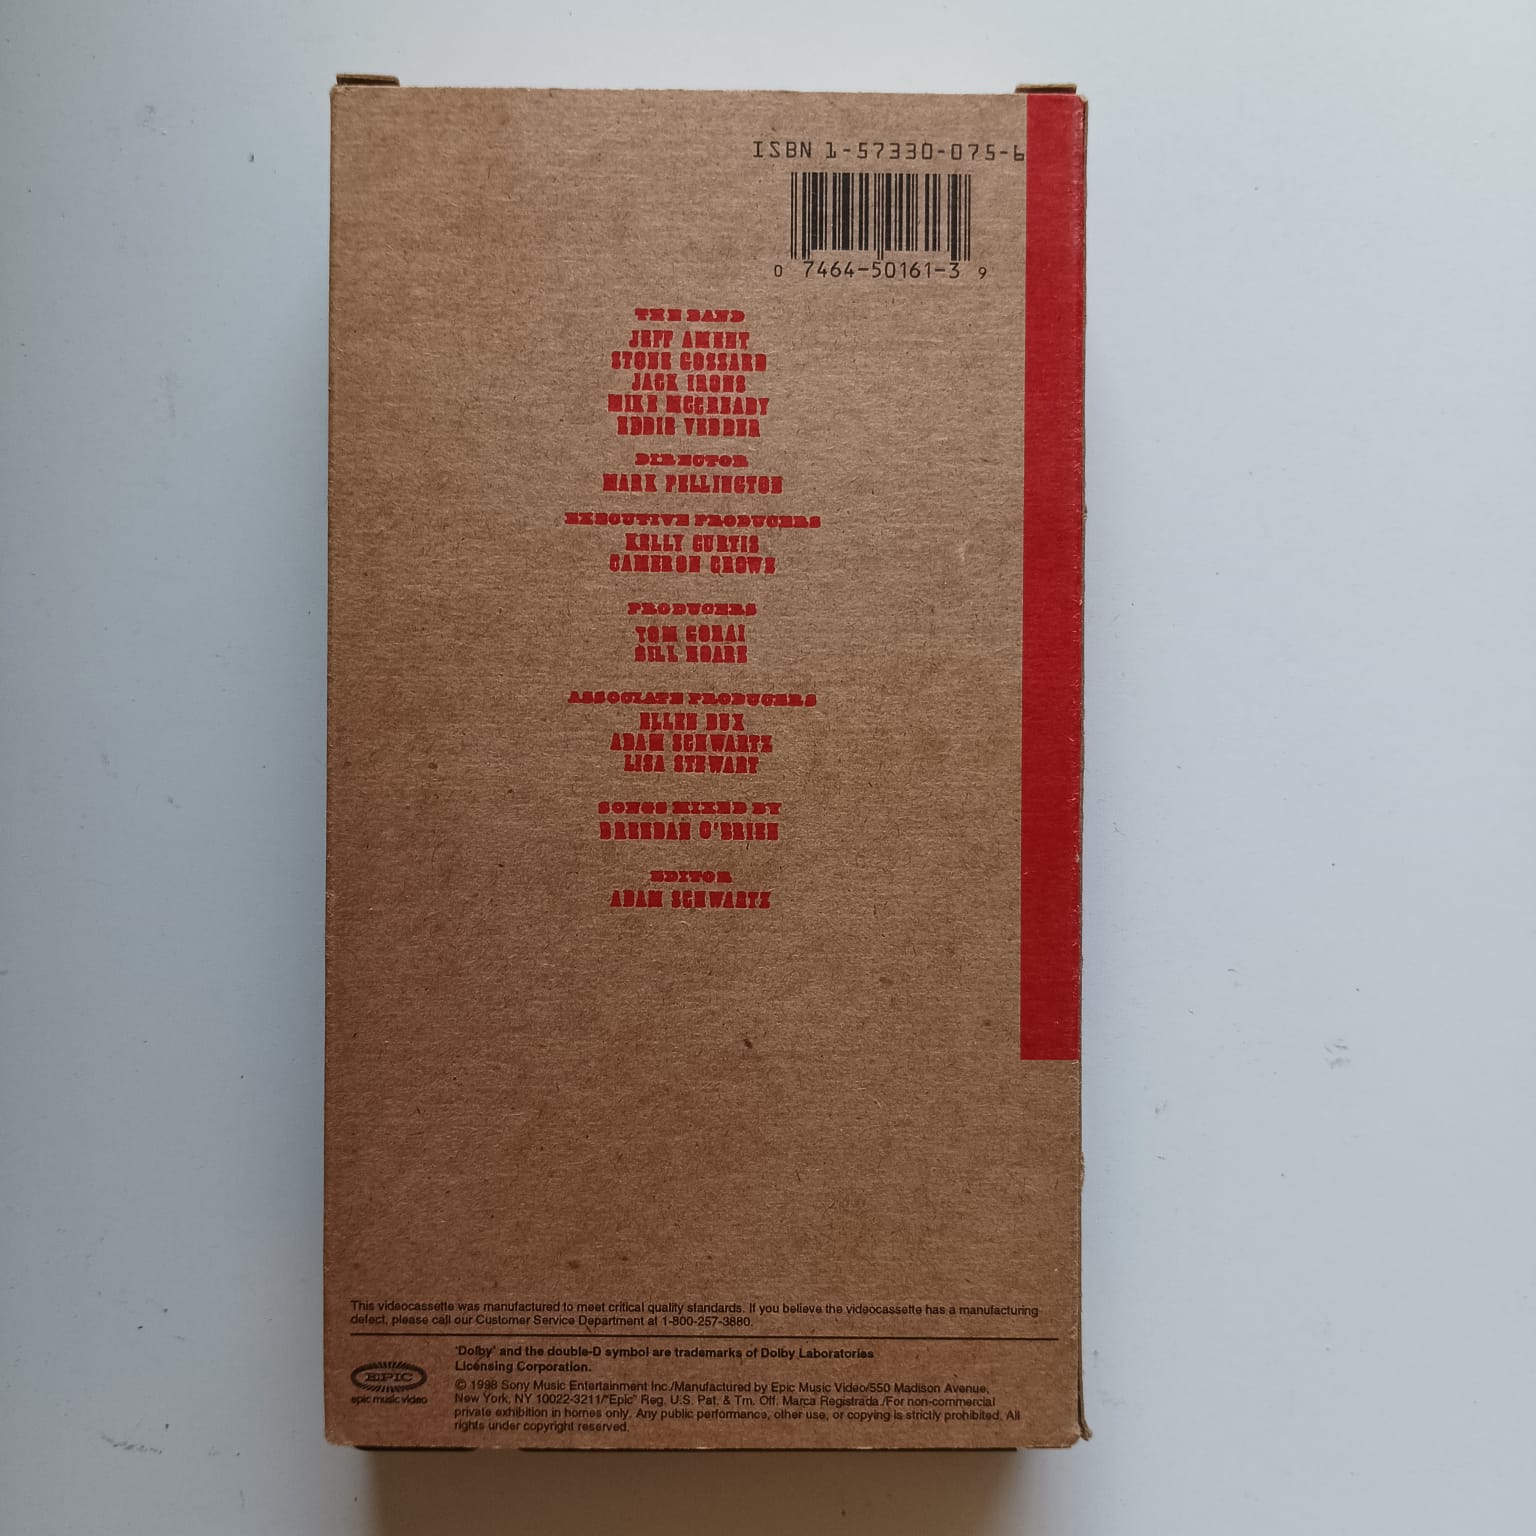 ISBN 1-57330-075-6
0 7464-50161-3 9
THE BAND
JEFF AMENT
STONE GOSSARD
JACK IRONS
MIKE MCCREADY
EDDIE VEDDER
DIRECTOR
MARK PELLINGTON
EXECUTIVE PRODUCERS
KELLY CURTIS
CAMERON CROWE
PRODUCERS
TOM GORAI
BILL HOARE
ASSOCIATE PRODUCERS
ELLEN DUX
ADAM SCHWARTZ
LISA STEWART
SONGS MIXED BY
BRENDAN O'BRIEN
EDITOR
ADAM SCHWARTZ
This videocassette was manufactured to meet critical quality standards. If you believe the videocassette has a manufacturing
defect, please call our Customer Service Department at 1-800-257-3880.
'Dolby' and the double-D symbol are trademarks of Dolby Laboratories
Licensing Corporation.
EPIC
epic music video
© 1998 Sony Music Entertainment Inc./Manufactured by Epic Music Video/550 Madison Avenue,
New York, NY 10022-3211/"Epic" Reg. U.S. Pat. & Tm. Off. Marca Registrada./For non-commercial
private exhibition in homes only. Any public performance, other use, or copying is strictly prohibited. All
rights under copyright reserved.